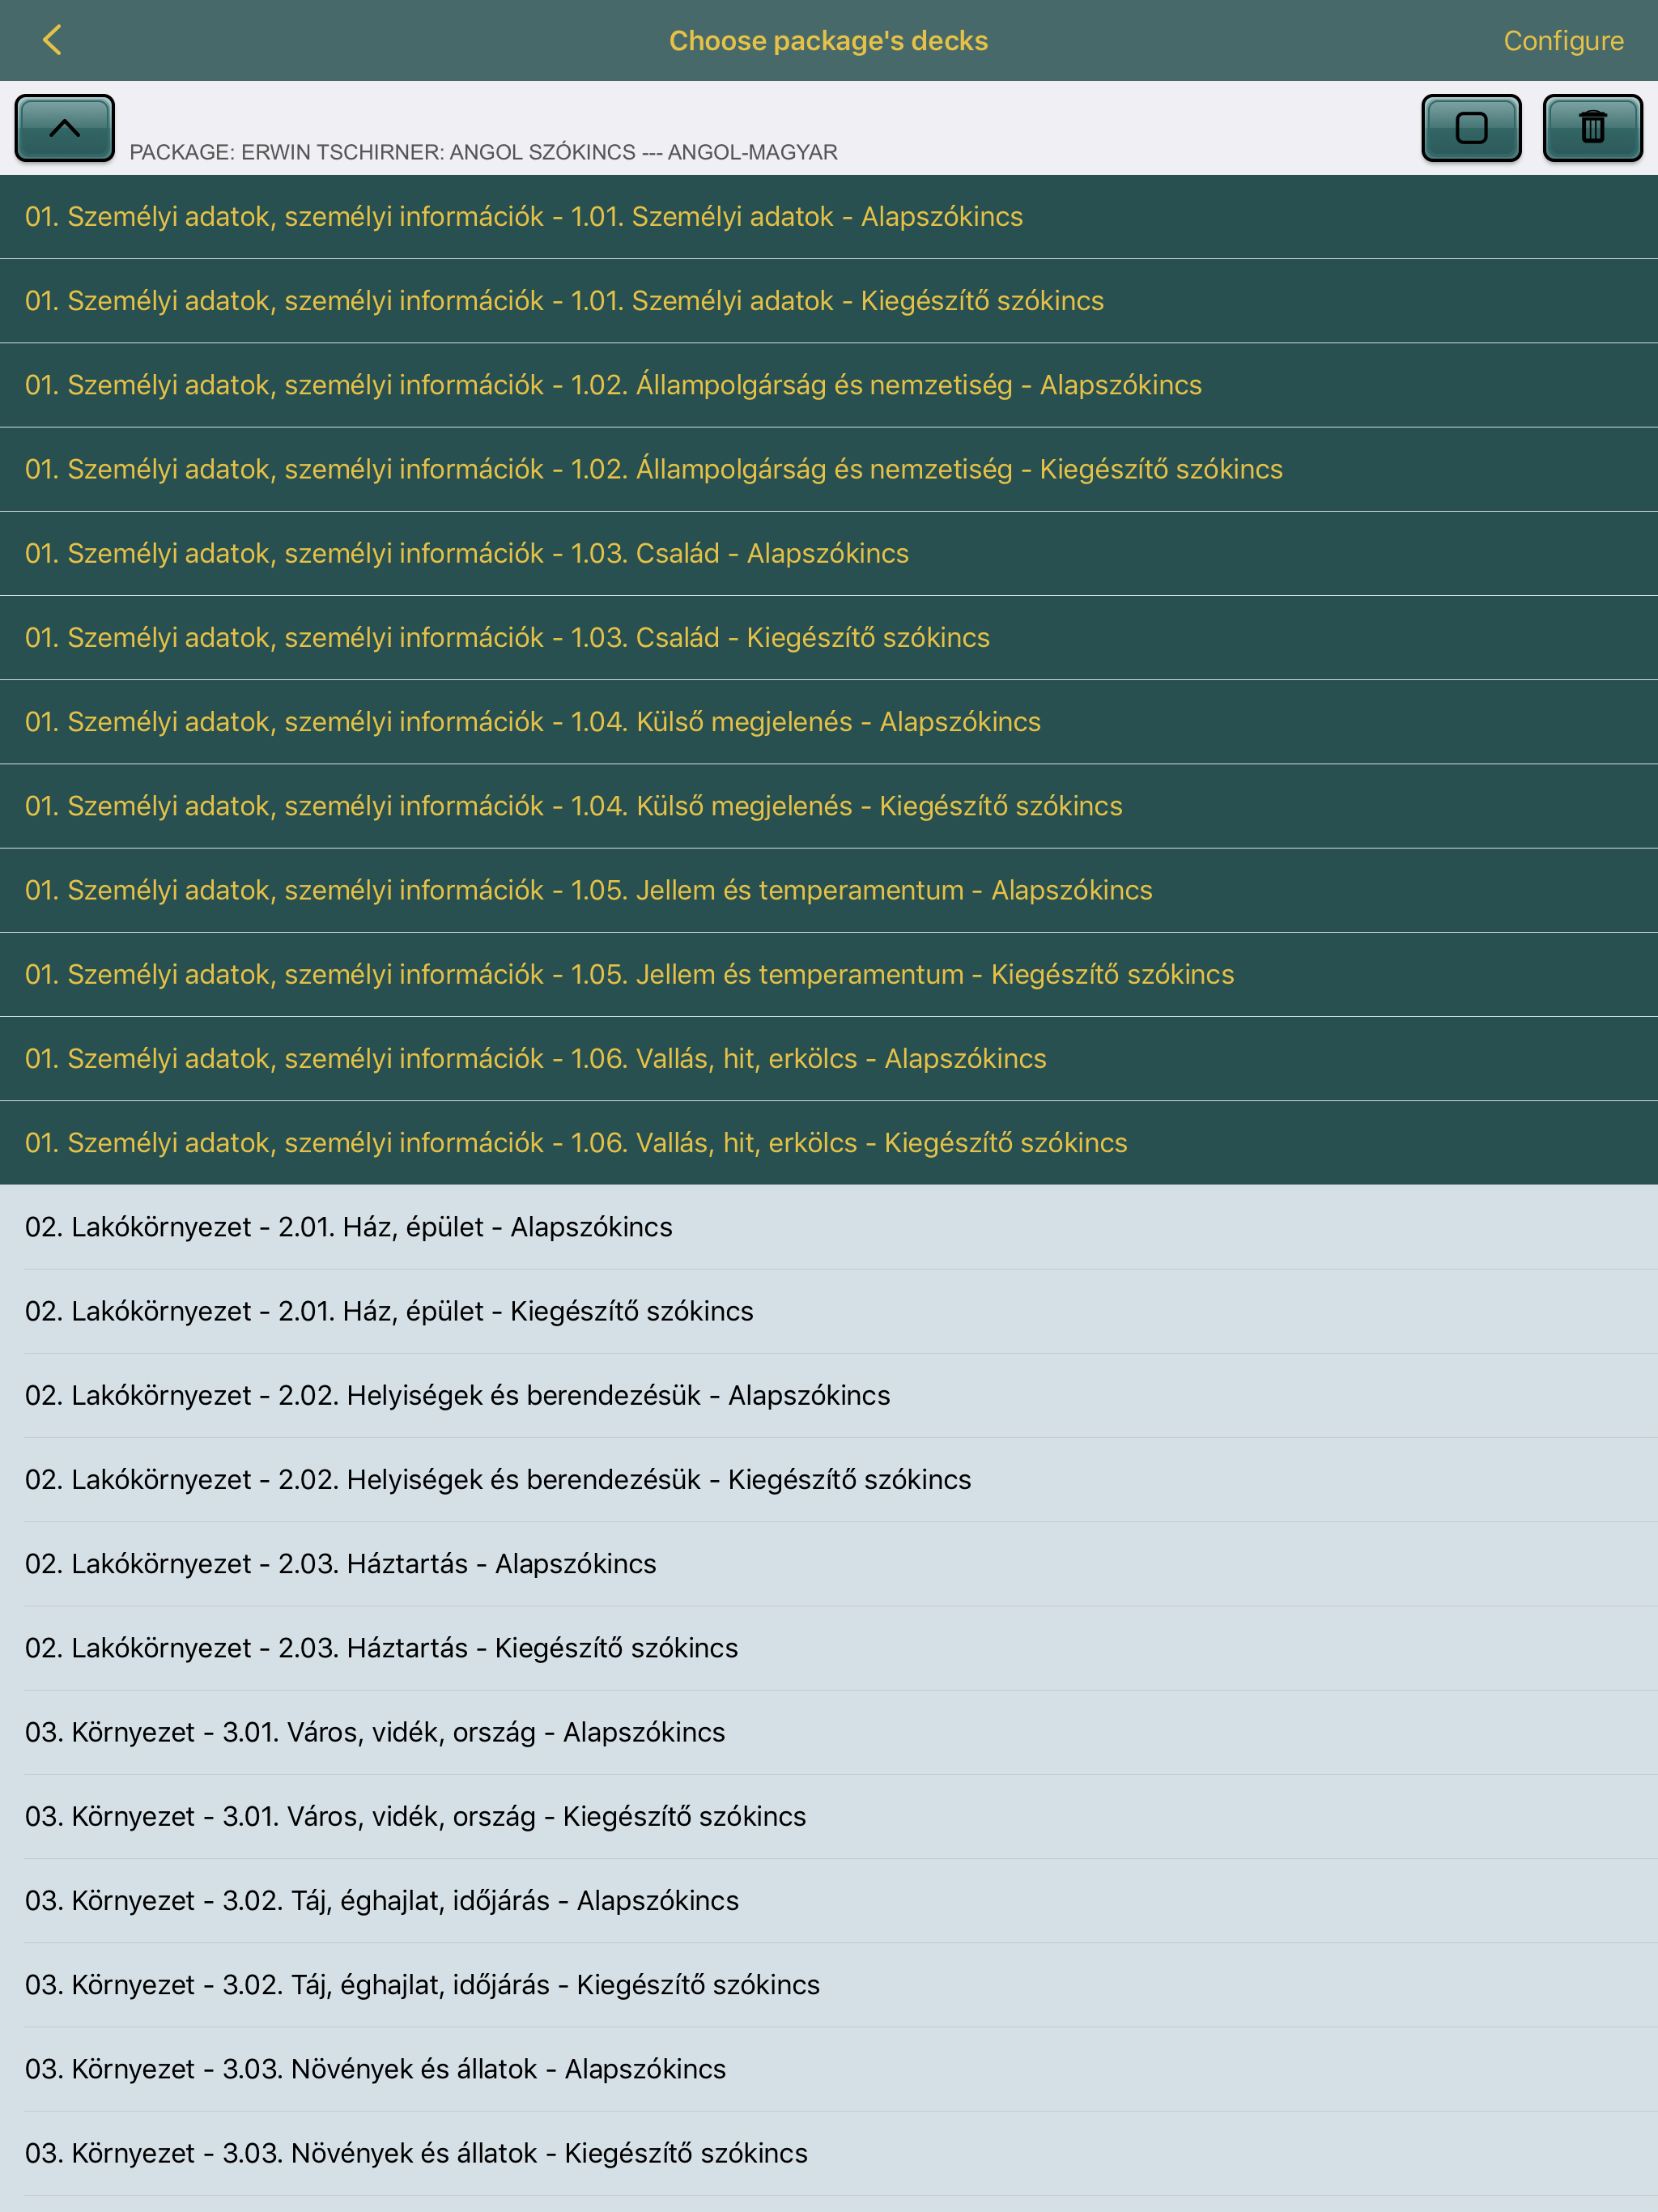 Choose package's decks
Configure
PACKAGE: ERWIN TSCHIRNER: ANGOL SZÓKINCS --- ANGOL-MAGYAR
01. Személyi adatok, személyi információk - 1.01. Személyi adatok - Alapszókincs
01. Személyi adatok, személyi információk - 1.01. Személyi adatok - Kiegészítő szókincs
01. Személyi adatok, személyi információk - 1.02. Állampolgárság és nemzetiség - Alapszókincs
01. Személyi adatok, személyi információk - 1.02. Állampolgárság és nemzetiség - Kiegészítő szókincs
01. Személyi adatok, személyi információk - 1.03. Család - Alapszókincs
01. Személyi adatok, személyi információk - 1.03. Család - Kiegészítő szókincs
01. Személyi adatok, személyi információk - 1.04. Külső megjelenés - Alapszókincs
01. Személyi adatok, személyi információk - 1.04. Külső megjelenés - Kiegészítő szókincs
01. Személyi adatok, személyi információk - 1.05. Jellem és temperamentum - Alapszókincs
01. Személyi adatok, személyi információk - 1.05. Jellem és temperamentum - Kiegészítő szókincs
01. Személyi adatok, személyi információk - 1.06. Vallás, hit, erkölcs - Alapszókincs
01. Személyi adatok, személyi információk - 1.06. Vallás, hit, erkölcs - Kiegészítő szókincs
02. Lakókörnyezet - 2.01. Ház, épület - Alapszókincs
02. Lakókörnyezet - 2.01. Ház, épület - Kiegészítő szókincs
02. Lakókörnyezet - 2.02. Helyiségek és berendezésük - Alapszókincs
02. Lakókörnyezet - 2.02. Helyiségek és berendezésük - Kiegészítő szókincs
02. Lakókörnyezet - 2.03. Háztartás - Alapszókincs
02. Lakókörnyezet - 2.03. Háztartás - Kiegészítő szókincs
03. Környezet - 3.01. Város, vidék, ország - Alapszókincs
03. Környezet - 3.01. Város, vidék, ország - Kiegészítő szókincs
03. Környezet - 3.02. Táj, éghajlat, időjárás - Alapszókincs
03. Környezet - 3.02. Táj, éghajlat, időjárás - Kiegészítő szókincs
03. Környezet - 3.03. Növények és állatok - Alapszókincs
03. Környezet - 3.03. Növények és állatok - Kiegészítő szókincs